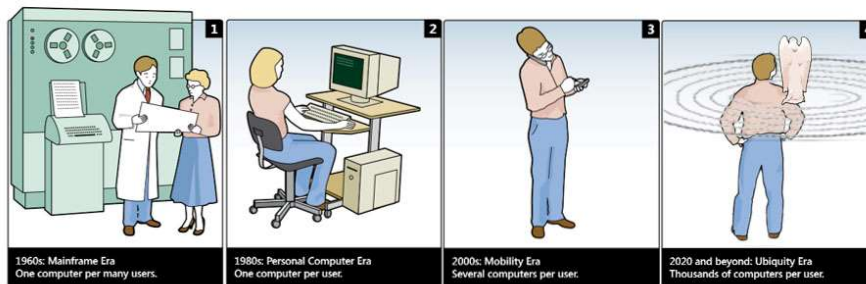 1
1960s: Mainframe Era
One computer per many users.
2
1980s: Personal Computer Era
One computer per user.
3
2000s: Mobility Era
Several computers per user.
4
2020 and beyond: Ubiquity Era
Thousands of computers per user.